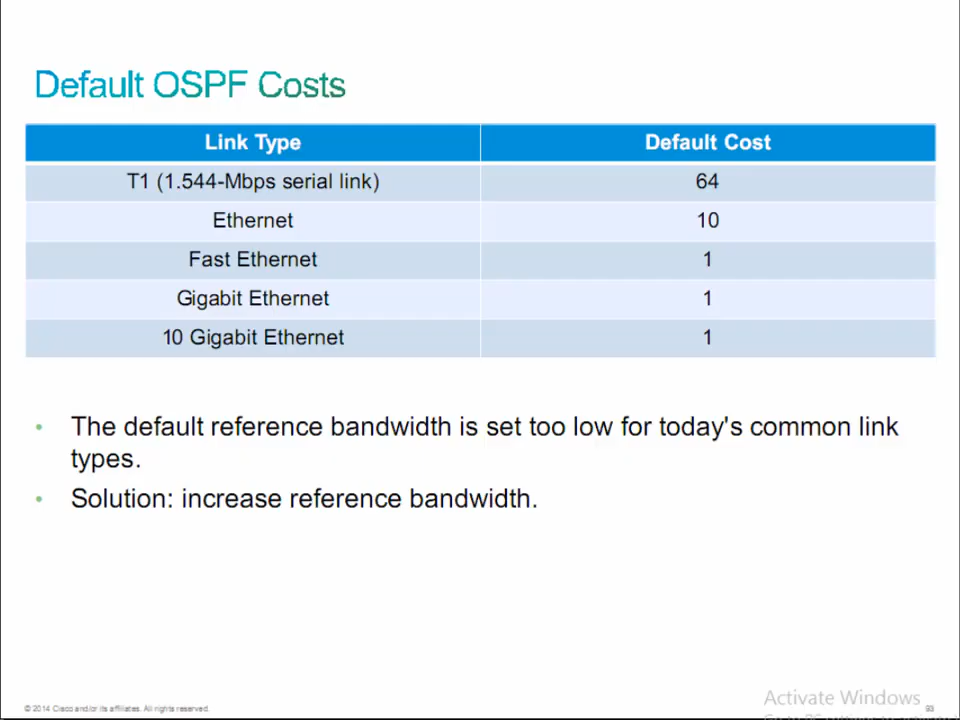 Default OSPF Costs
Link Type Default Cost
T1 (1.544-Mbps serial link) 64
Ethernet 10
Fast Ethernet 1
Gigabit Ethernet 1
10 Gigabit Ethernet 1
• The default reference bandwidth is set too low for today's common link
types.
• Solution: increase reference bandwidth.
Activate Windows
© 2014 Cisco and/or its affiliates. All rights reserved. 93